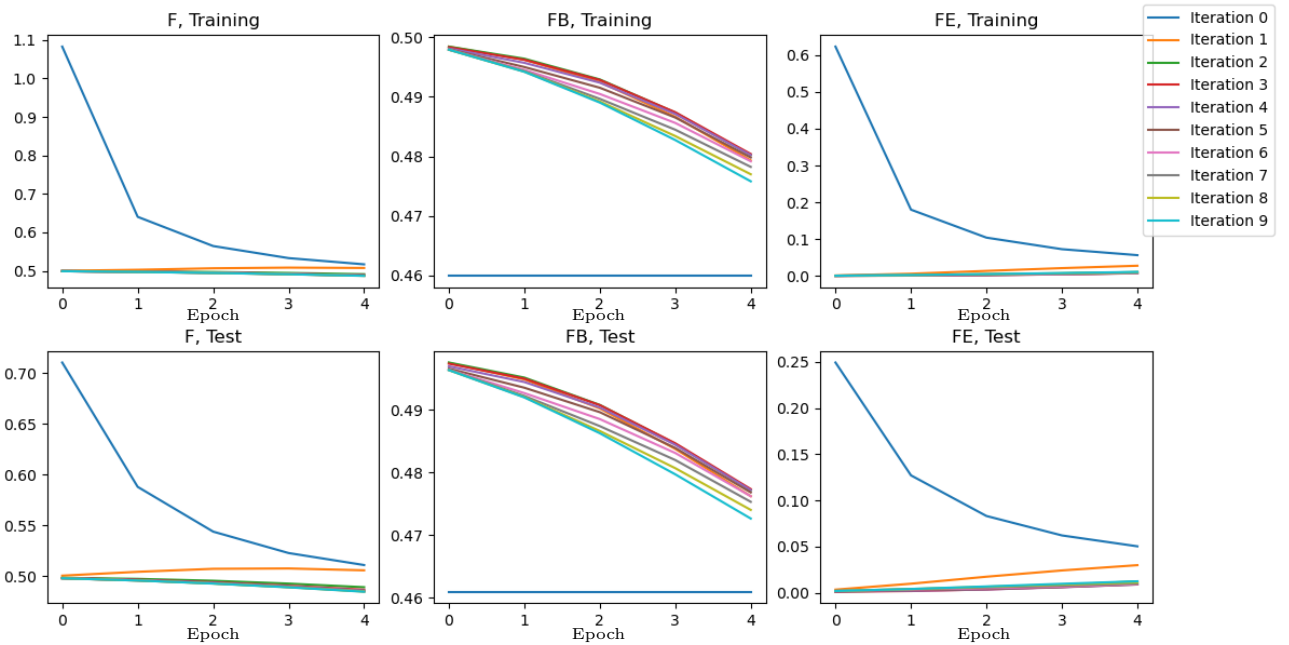 F, Training
1.1
1.0
0.9
0.8
0.7
0.6
0.5
0 1 2 3 4
Epoch
FB, Training
0.50
0.49
0.48
0.47
0.46
0 1 2 3 4
Epoch
FE, Training
0.6
0.5
0.4
0.3
0.2
0.1
0.0
0 1 2 3 4
Epoch
Iteration 0
Iteration 1
Iteration 2
Iteration 3
Iteration 4
Iteration 5
Iteration 6
Iteration 7
Iteration 8
Iteration 9
F, Test
0.70
0.65
0.60
0.55
0.50
0 1 2 3 4
Epoch
FB, Test
0.49
0.48
0.47
0.46
0 1 2 3 4
Epoch
FE, Test
0.25
0.20
0.15
0.10
0.05
0.00
0 1 2 3 4
Epoch